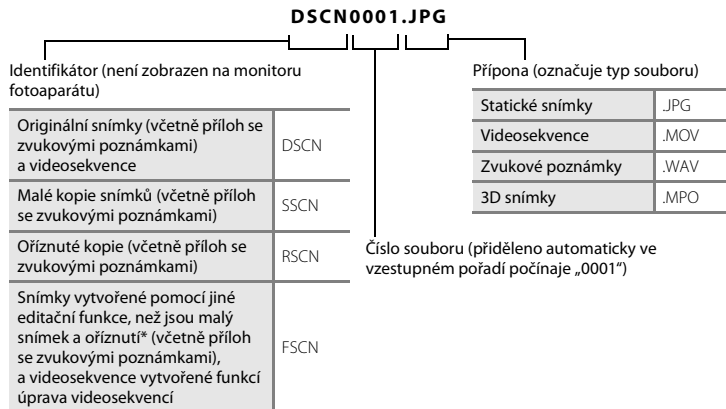 DSCN0001.JPG
Identifikátor (není zobrazen na monitoru
fotoaparátu)
Originální snímky (včetně příloh se
zvukovými poznámkami)
a videosekvence
DSCN
Malé kopie snímků (včetně příloh
se zvukovými poznámkami)
SSCN
Oříznuté kopie (včetně příloh se
zvukovými poznámkami)
RSCN
Snímky vytvořené pomocí jiné
editační funkce, než jsou malý
snímek a oříznutí* (včetně příloh
se zvukovými poznámkami),
a videosekvence vytvořené funkcí
úprava videosekvencí
FSCN
Přípona (označuje typ souboru)
Statické snímky .JPG
Videosekvence .MOV
Zvukové poznámky .WAV
3D snímky .MPO
Číslo souboru (přiděleno automaticky ve
vzestupném pořadí počínaje „0001“)